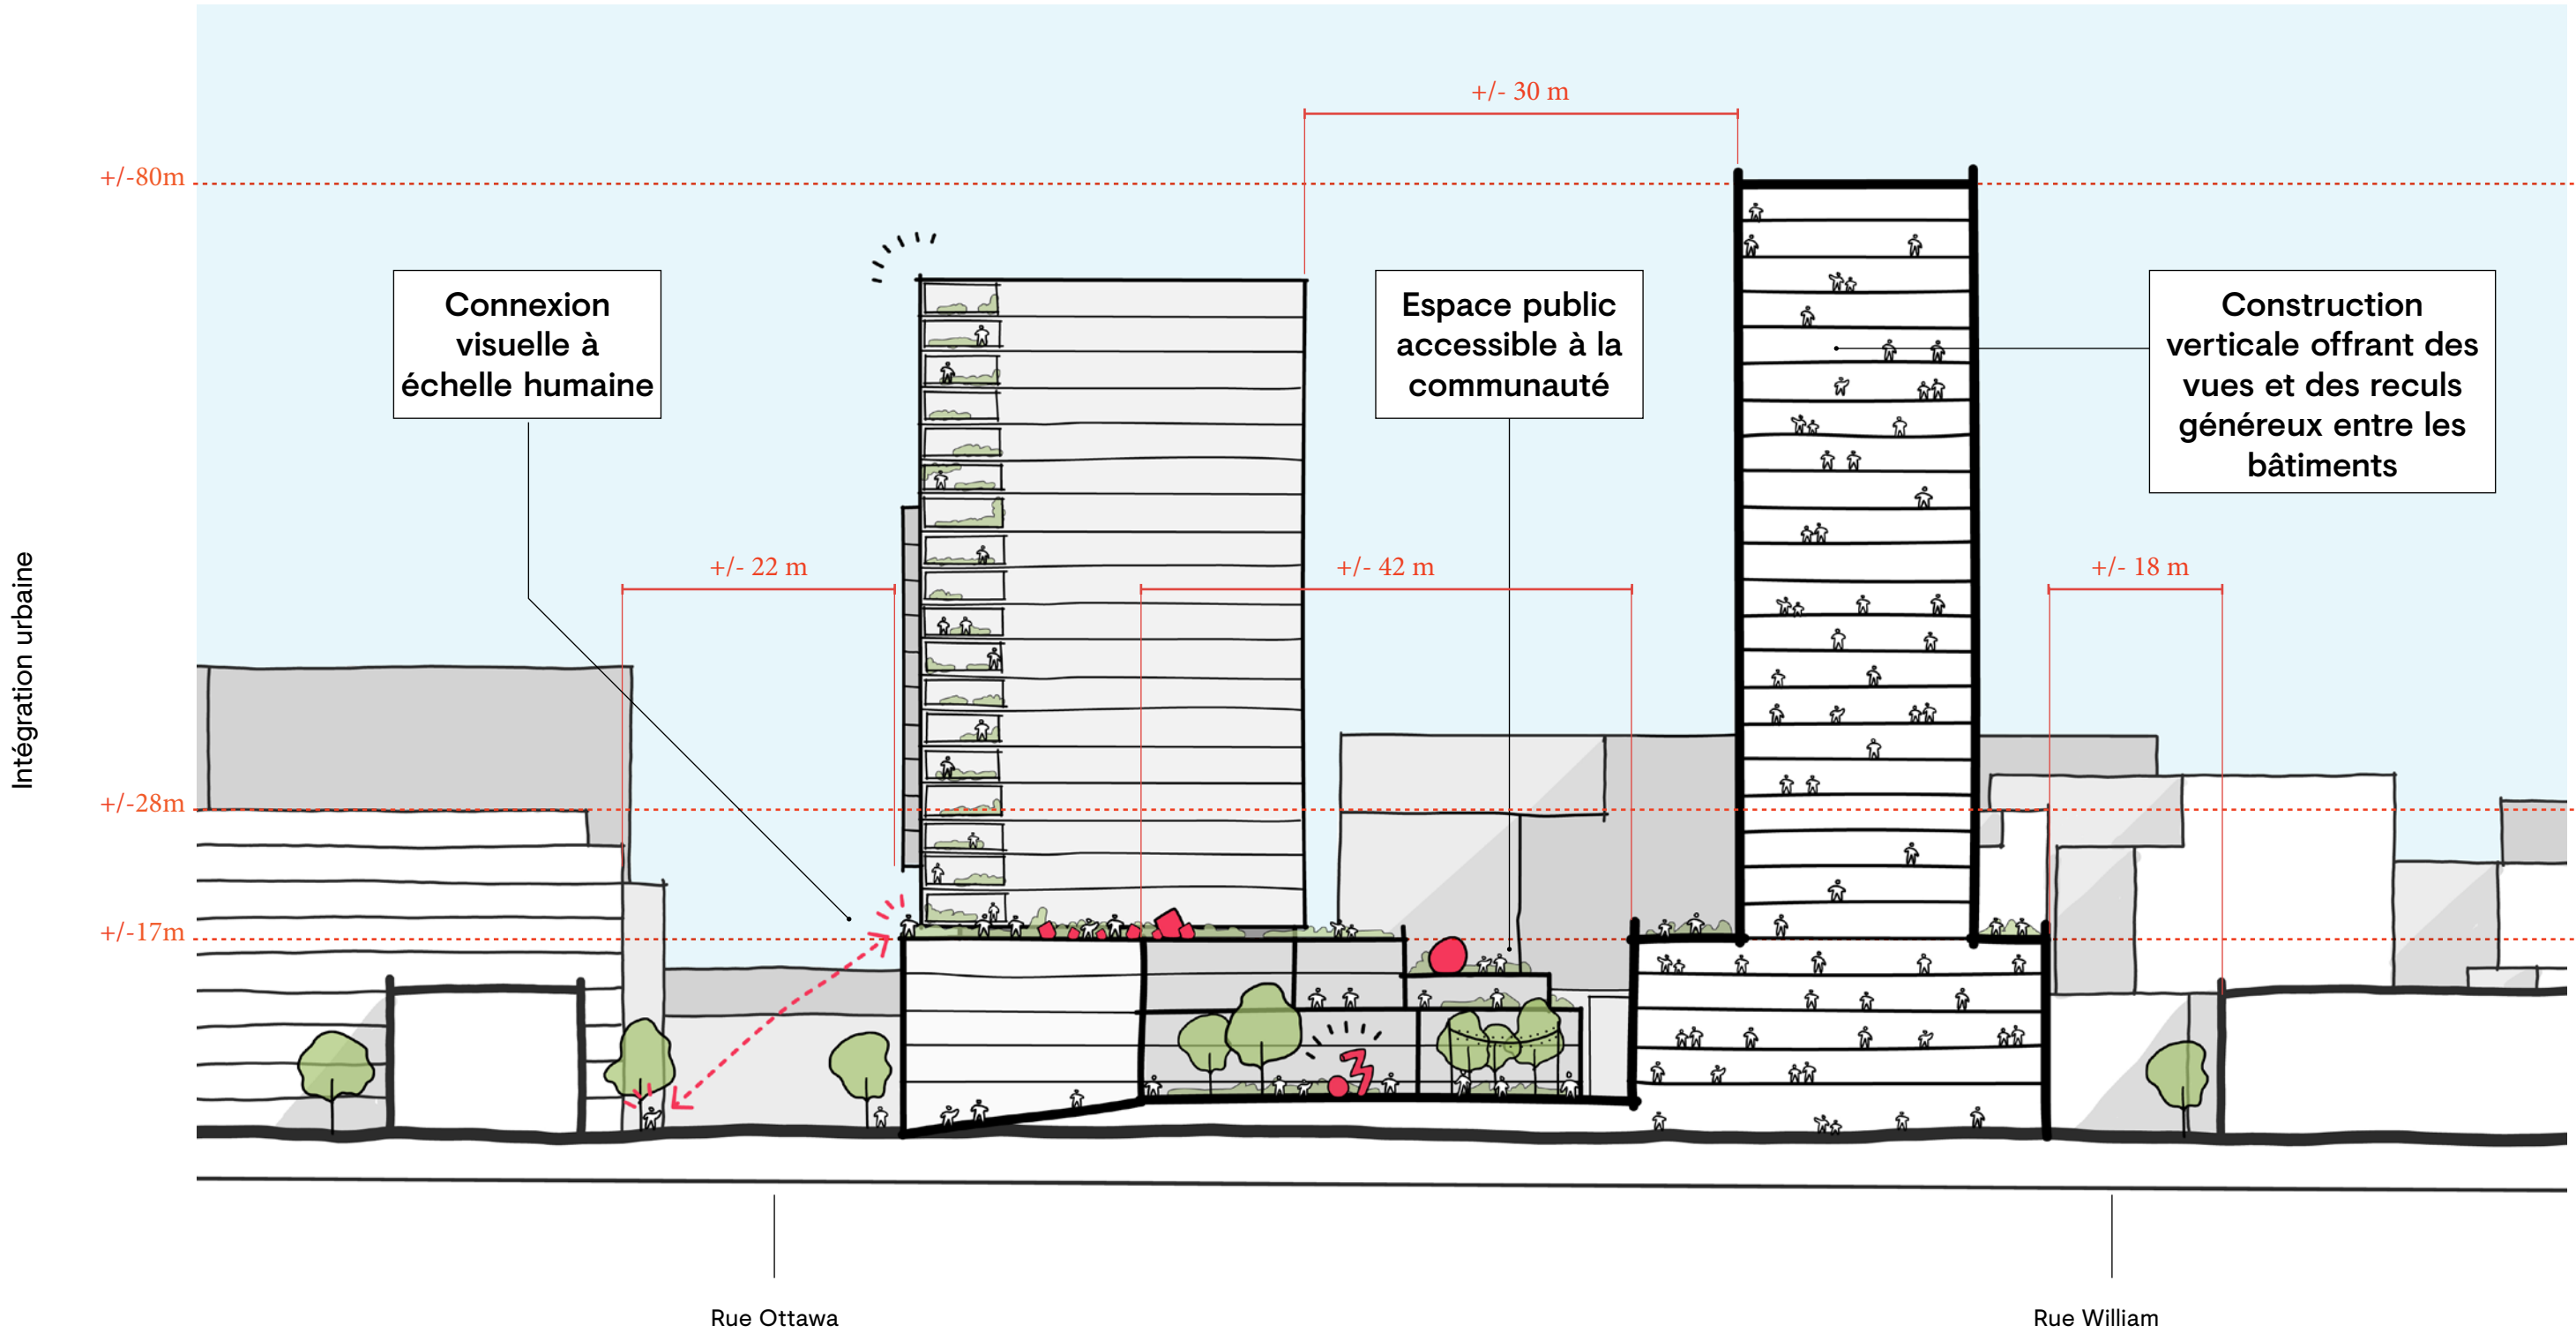 Intégration urbaine
+/- 30 m
+/-80m
Connexion
visuelle à
échelle humaine
Espace public
accessible à la
communauté
Construction
verticale offrant des
vues et des reculs
généreux entre les
bâtiments
+/- 22 m
+/- 42 m
+/- 18 m
+/-28m
+/-17m
Rue Ottawa
Rue William